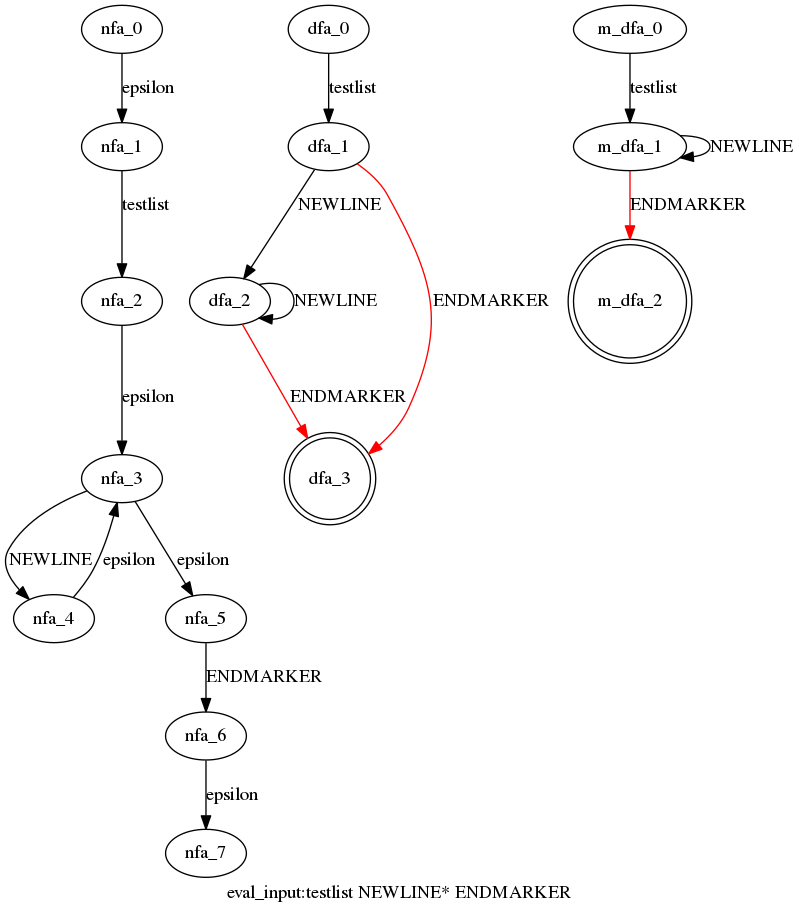 nfa_0
dfa_0
m_dfa_0
epsilon
testlist
testlist
nfa_1
dfa_1
m_dfa_1
NEWLINE
testlist
NEWLINE
ENDMARKER
nfa_2
dfa_2
NEWLINE
ENDMARKER
m_dfa_2
epsilon
ENDMARKER
nfa_3
dfa_3
NEWLINE
epsilon
epsilon
nfa_4
nfa_5
ENDMARKER
nfa_6
epsilon
nfa_7
eval_input:testlist NEWLINE* ENDMARKER